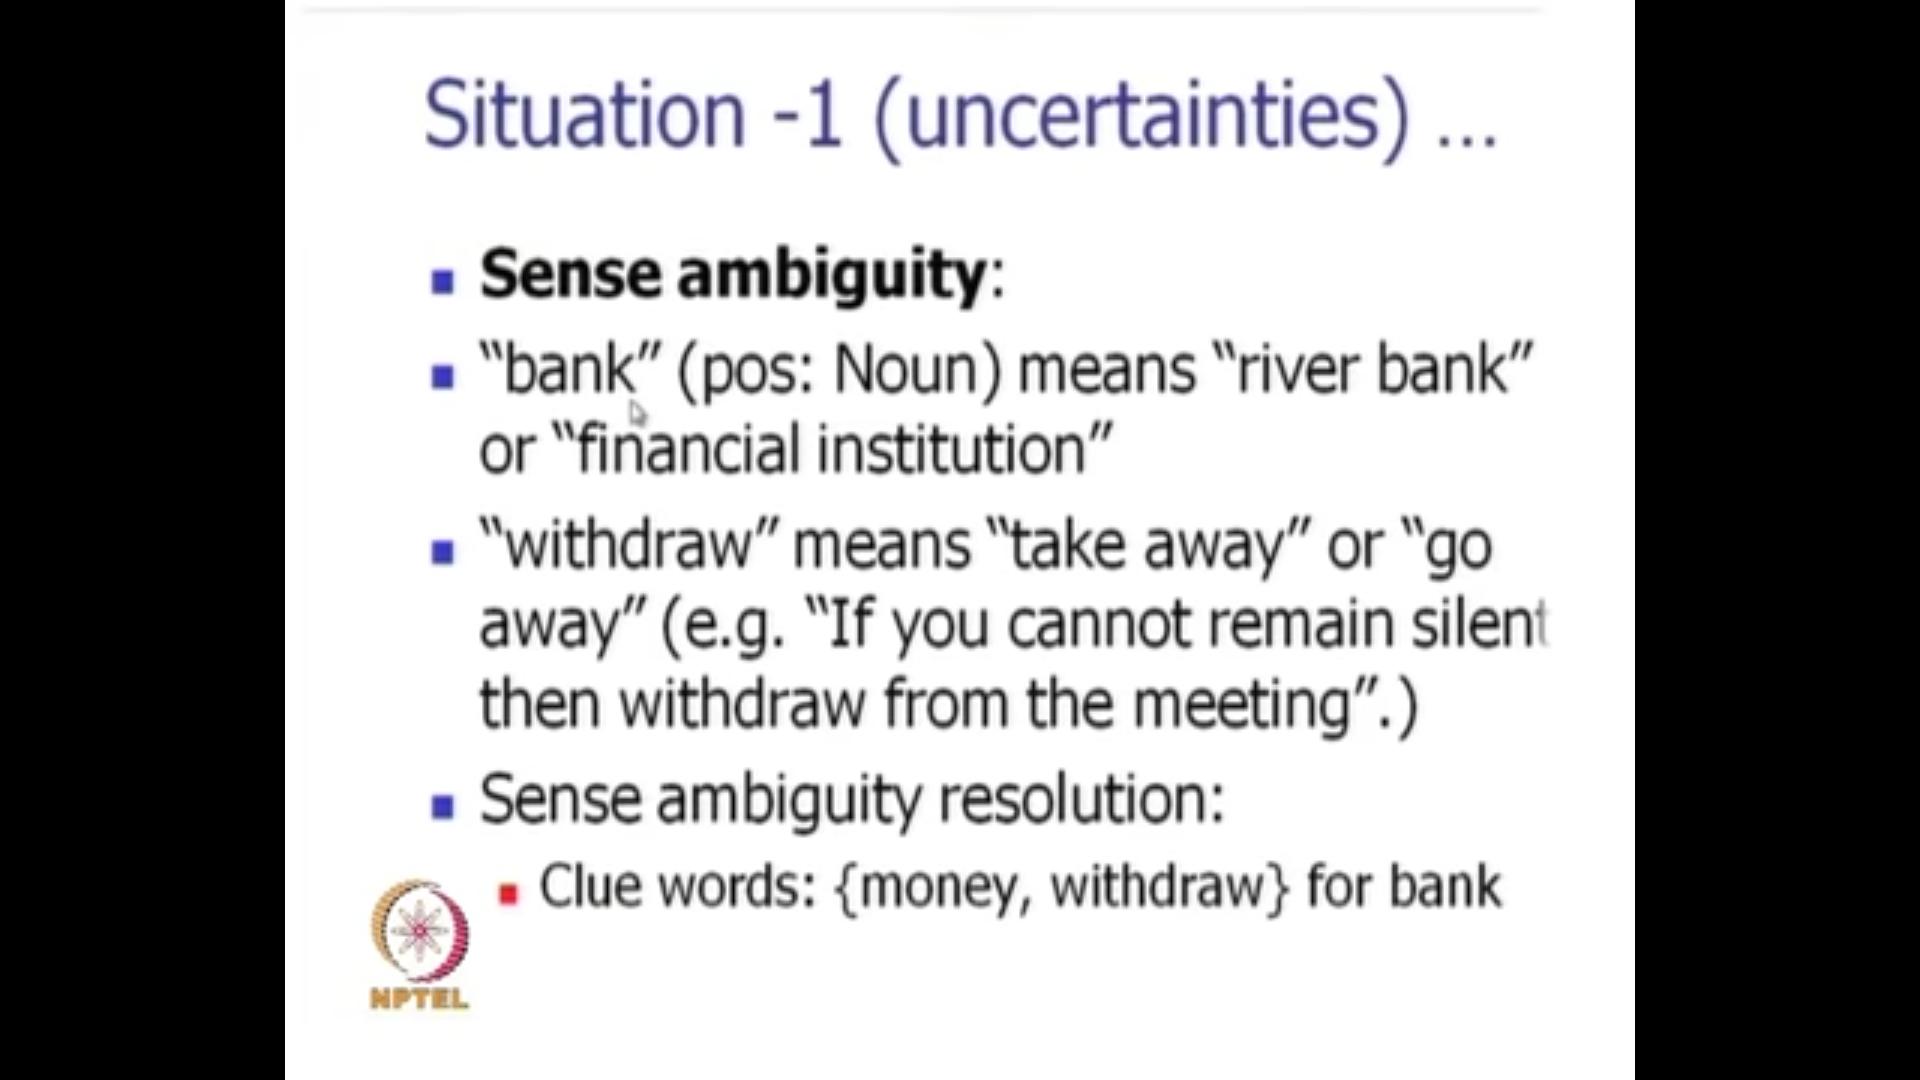 Situation -1 (uncertainties) ...
Sense ambiguity:
“bank” (pos: Noun) means “river bank”
or “financial institution”
“withdraw” means “take away” or “go
away” (e.g. “If you cannot remain silent
then withdraw from the meeting”.)
Sense ambiguity resolution:
Clue words: {money, withdraw} for bank
NPTEL